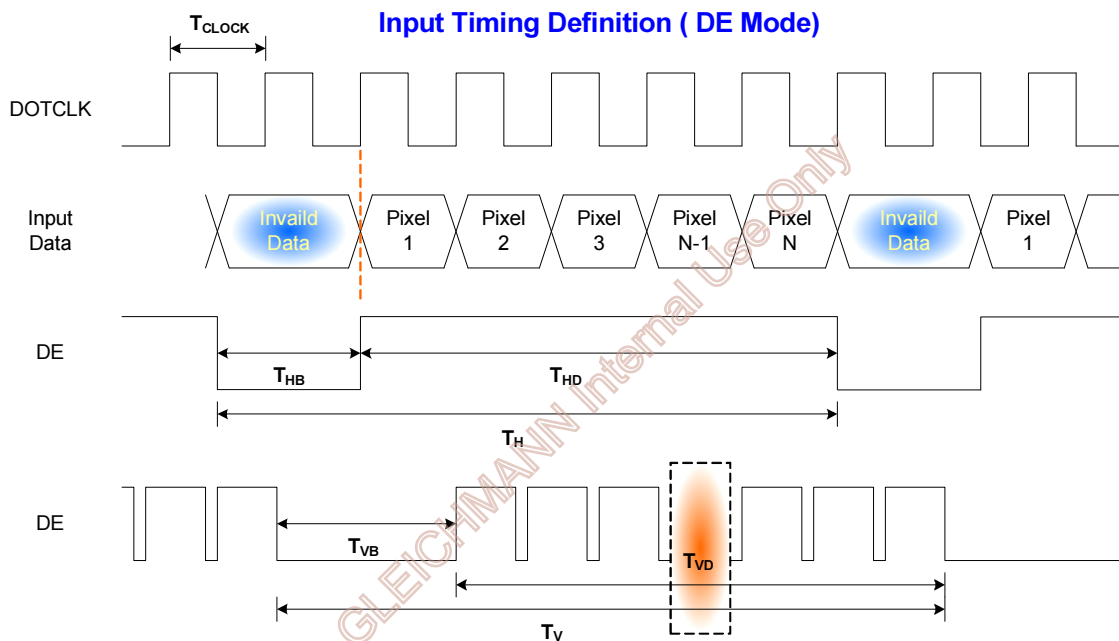 Input Timing Definition ( DE Mode)
TCLOCK
DOTCLK
Input
Data
Invaild
Data
Pixel
1
Pixel
2
Pixel
3
Pixel
N-1
Pixel
N
Invaild
Data
Pixel
1
DE
THB
THD
TH
DE
TVB
TVD
TV
GLEICHMANN Internal Use Only